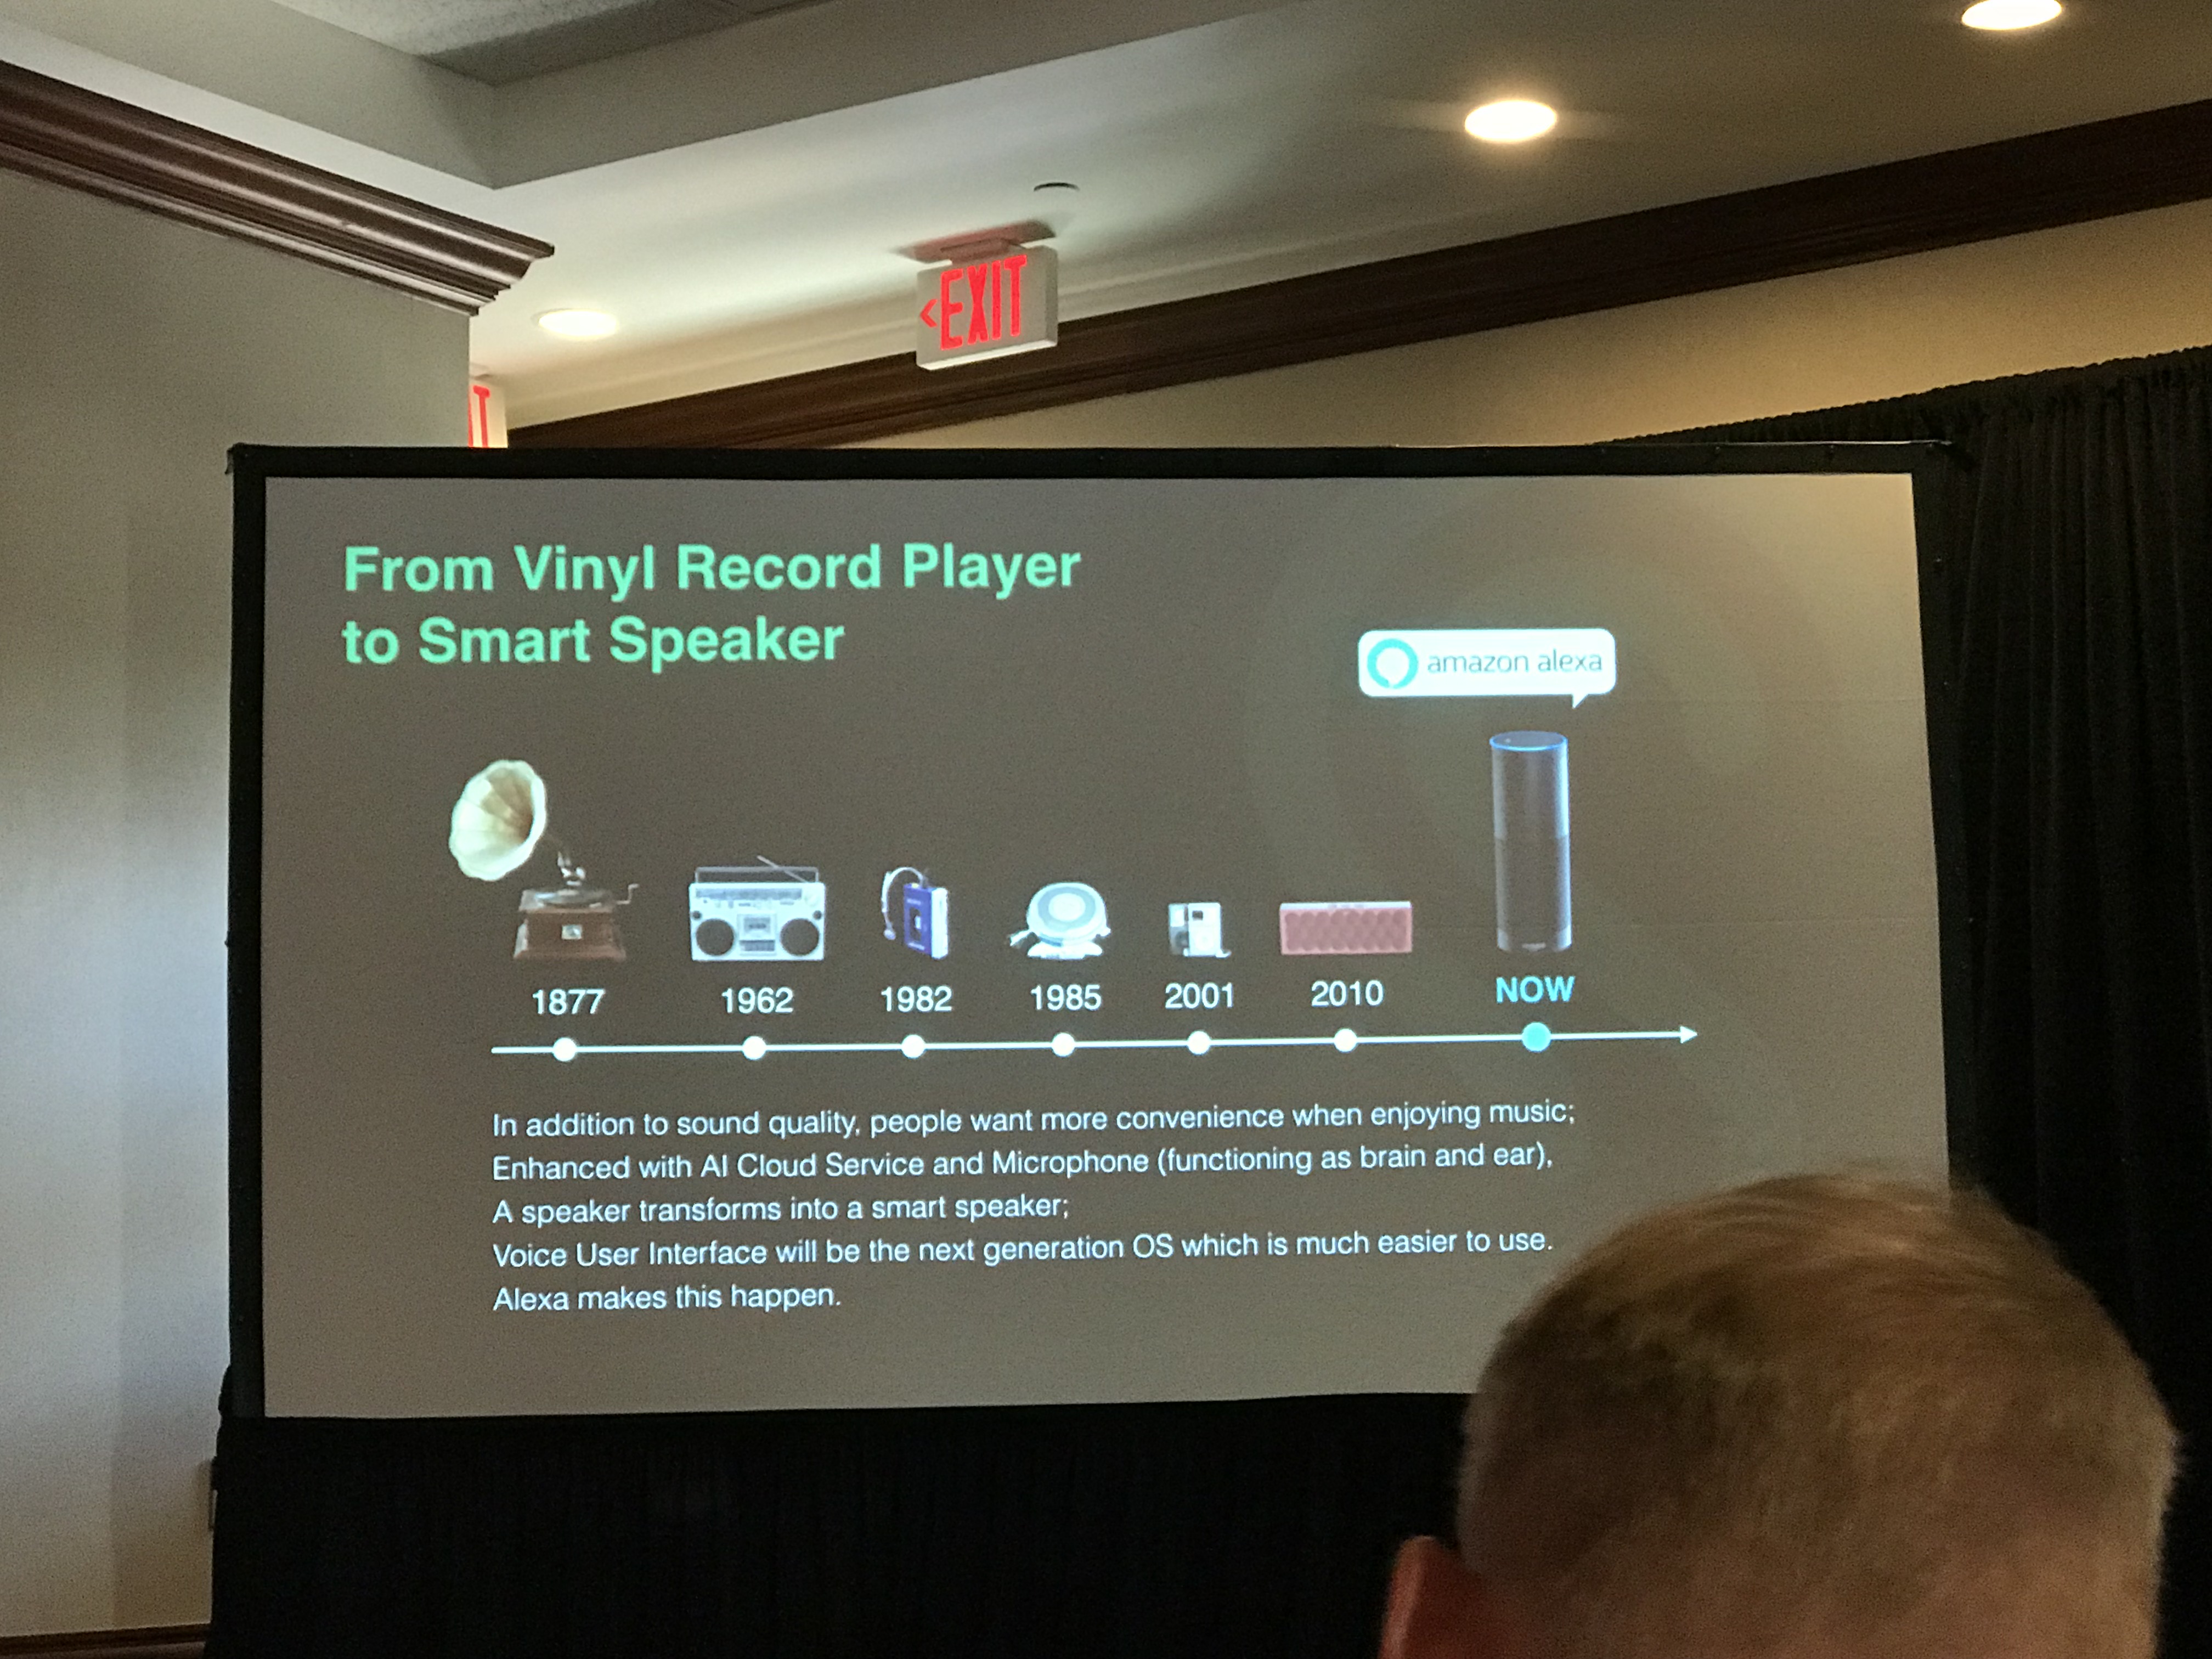 <EXIT
IT
From Vinyl Record Player
to Smart Speaker
amazon alexa
1877
1962
1982
1985
2001
2010
NOW
In addition to sound quality, people want more convenience when enjoying music;
Enhanced with AI Cloud Service and Microphone (functioning as brain and ear),
A speaker transforms into a smart speaker;
Voice User Interface will be the next generation OS which is much easier to use.
Alexa makes this happen.